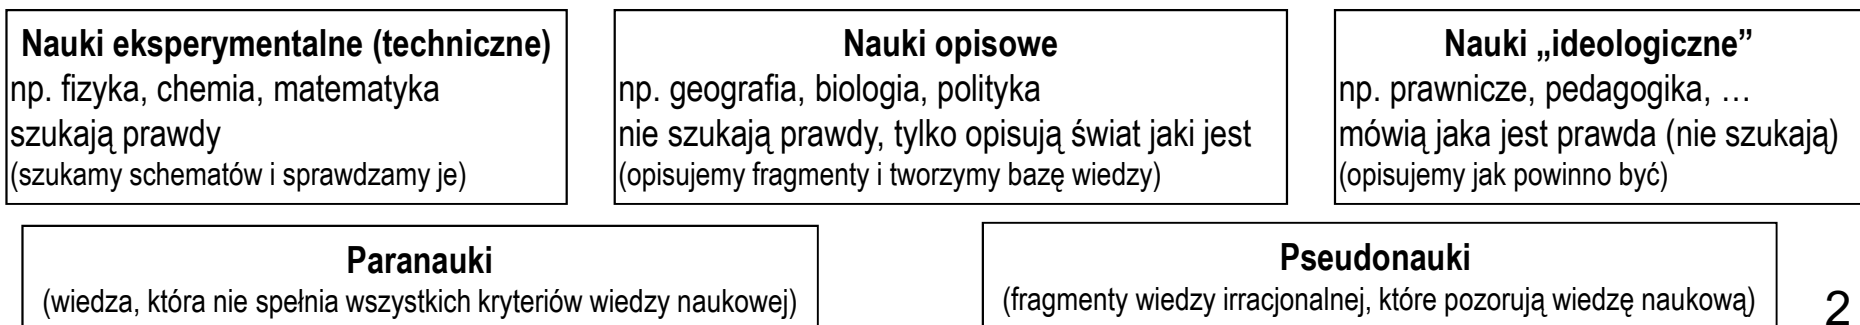 Nauki eksperymentalne (techniczne)
np. fizyka, chemia, matematyka
szukają prawdy
(szukamy schematów i sprawdzamy je)
Nauki opisowe
np. geografia, biologia, polityka
nie szukają prawdy, tylko opisują świat jaki jest
(opisujemy fragmenty i tworzymy bazę wiedzy)
Nauki „ideologiczne”
np. prawnicze, pedagogika, …
mówią jaka jest prawda (nie szukają)
(opisujemy jak powinno być)
Paranauki
(wiedza, która nie spełnia wszystkich kryteriów wiedzy naukowej)
Pseudonauki
(fragmenty wiedzy irracjonalnej, które pozorują wiedzę naukową)
2